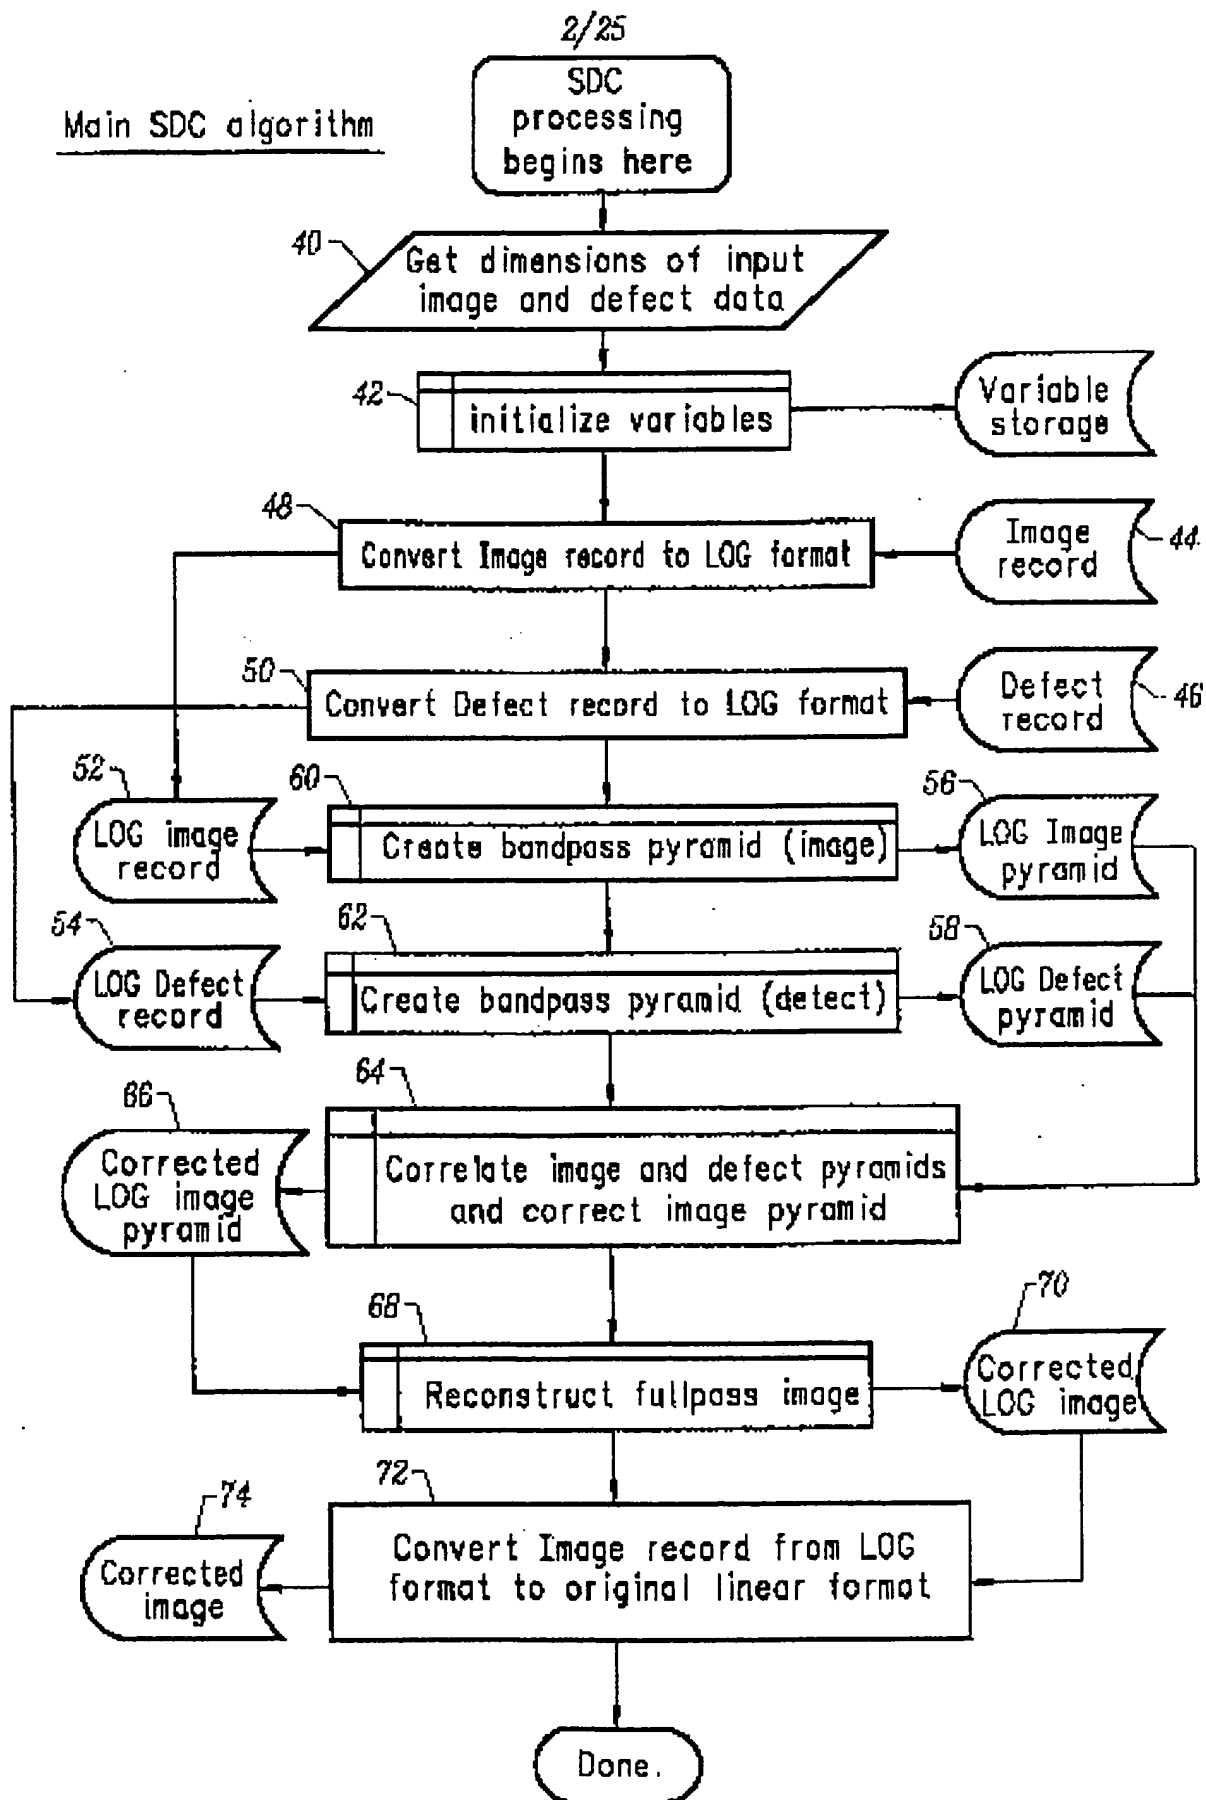 2/25
Main SDC algorithm
SDC
processing
begins here
40
Get dimensions of input
image and defect data
42
initialize variables
Variable
storage
48
Convert Image record to LOG format
Image
record
44
50
Convert Defect record to LOG format
Defect
record
46
52
LOG image
record
60
Create bandpass pyramid (image)
56
LOG Image
pyramid
54
LOG Defect
record
62
Create bandpass pyramid (detect)
58
LOG Defect
pyramid
66
Corrected
LOG image
pyramid
64
Correlate image and defect pyramids
and correct image pyramid
68
Reconstruct fullpass image
70
Corrected
LOG image
72
Convert Image record from LOG
format to original linear format
74
Corrected
image
Done.